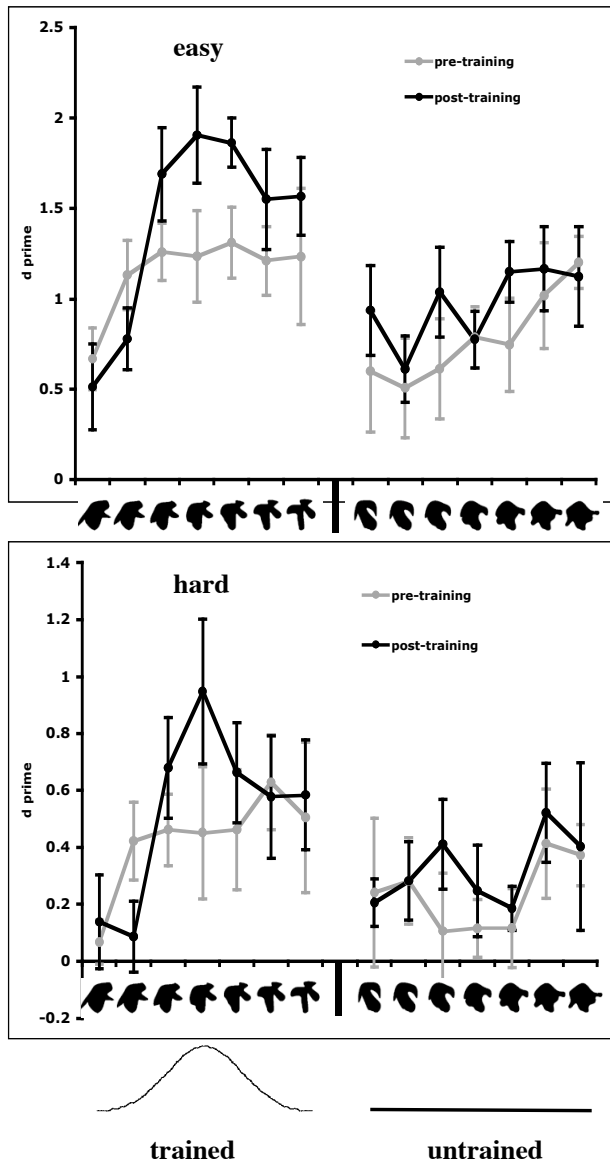 easy
pre-training
post-training
d prime
2.5
2
1.5
1
0.5
0
hard
pre-training
post-training
d prime
1.4
1.2
1
0.8
0.6
0.4
0.2
0
-0.2
trained
untrained